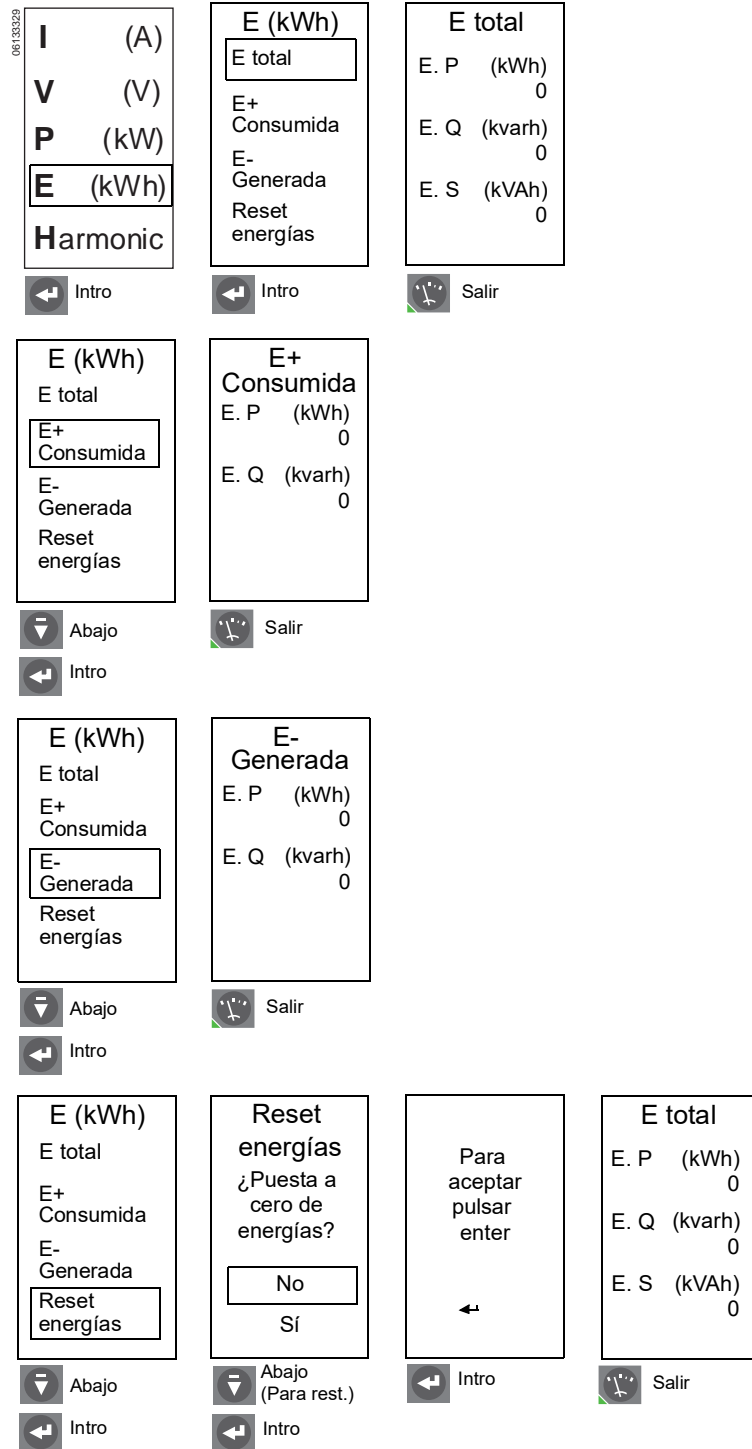 06133329
I (A)
V (V)
P (kW)
E (kWh)
Harmonic
Intro
E (kWh)
E total
E+
Consumida
E-
Generada
Reset
energías
Intro
E total
E. P (kWh)
0
E. Q (kvarh)
0
E. S (kVAh)
0
Salir
E (kWh)
E total
E+
Consumida
E-
Generada
Reset
energías
Abajo
Intro
E+
Consumida
E. P (kWh)
0
E. Q (kvarh)
0
Salir
E (kWh)
E total
E+
Consumida
E-
Generada
Reset
energías
Abajo
Intro
E-
Generada
E. P (kWh)
0
E. Q (kvarh)
0
Salir
E (kWh)
E total
E+
Consumida
E-
Generada
Reset
energías
Abajo
Intro
Reset
energías
¿Puesta a
cero de
energías?
No
Sí
Abajo
(Para rest.)
Intro
Para
aceptar
pulsar
enter
Intro
E total
E. P (kWh)
0
E. Q (kvarh)
0
E. S (kVAh)
0
Salir